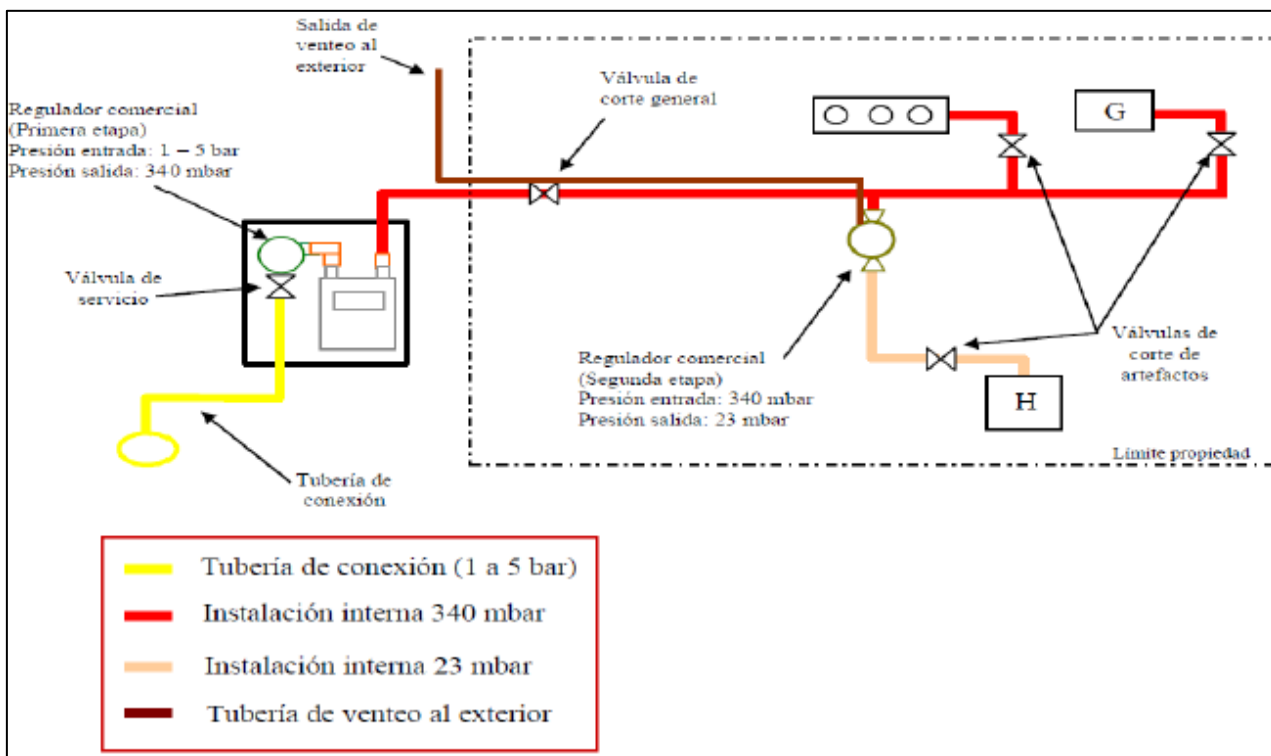 Salida de
venteo al
exterior
Regulador comercial
(Primera etapa)
Presión entrada: 1 – 5 bar
Presión salida: 340 mbar
Válvula de
corte general
G
Válvula de
servicio
Regulador comercial
(Segunda etapa)
Presión entrada: 340 mbar
Presión salida: 23 mbar
Válvulas de
corte de
artefactos
H
Límite propiedad
Tubería de
conexión
Tubería de conexión (1 a 5 bar)
Instalación interna 340 mbar
Instalación interna 23 mbar
Tubería de venteo al exterior